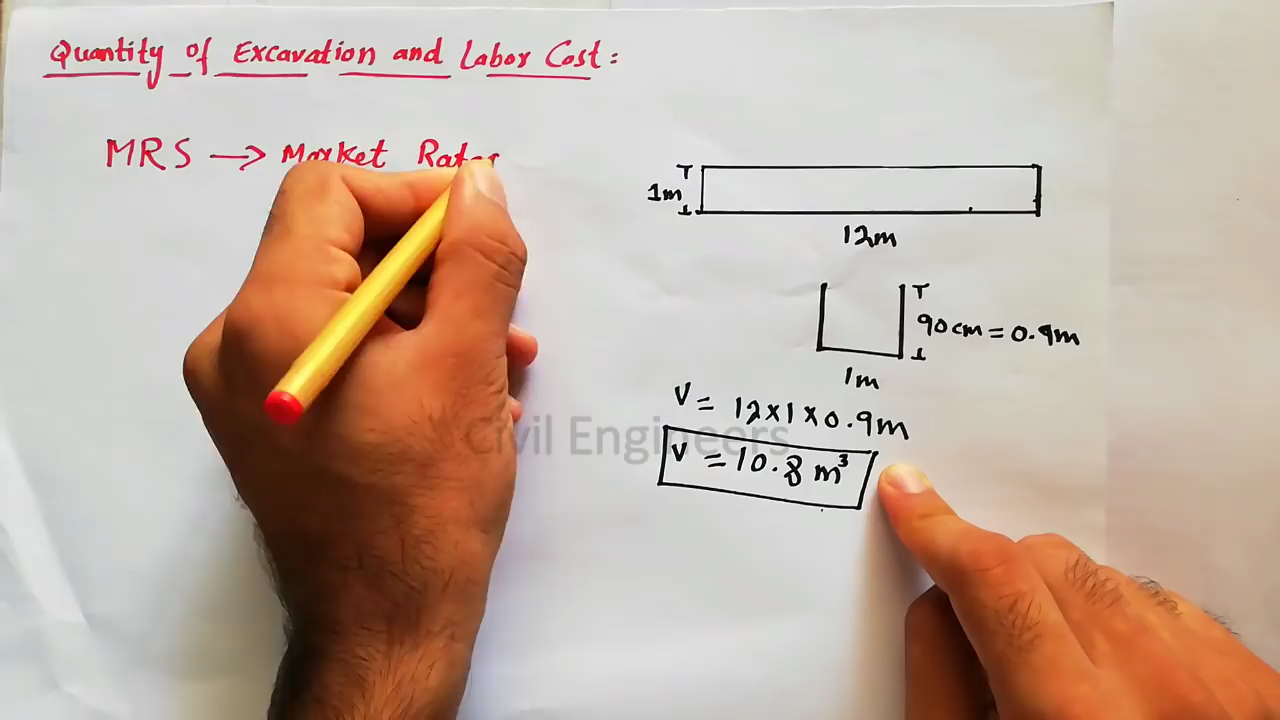 Quantity of Excavation and Labor Cost:
MRS → Market Rates
1m
12m
90cm = 0.9m
1m
V = 12x1x0.9m
V = 10.8 m³
Civil Engineers